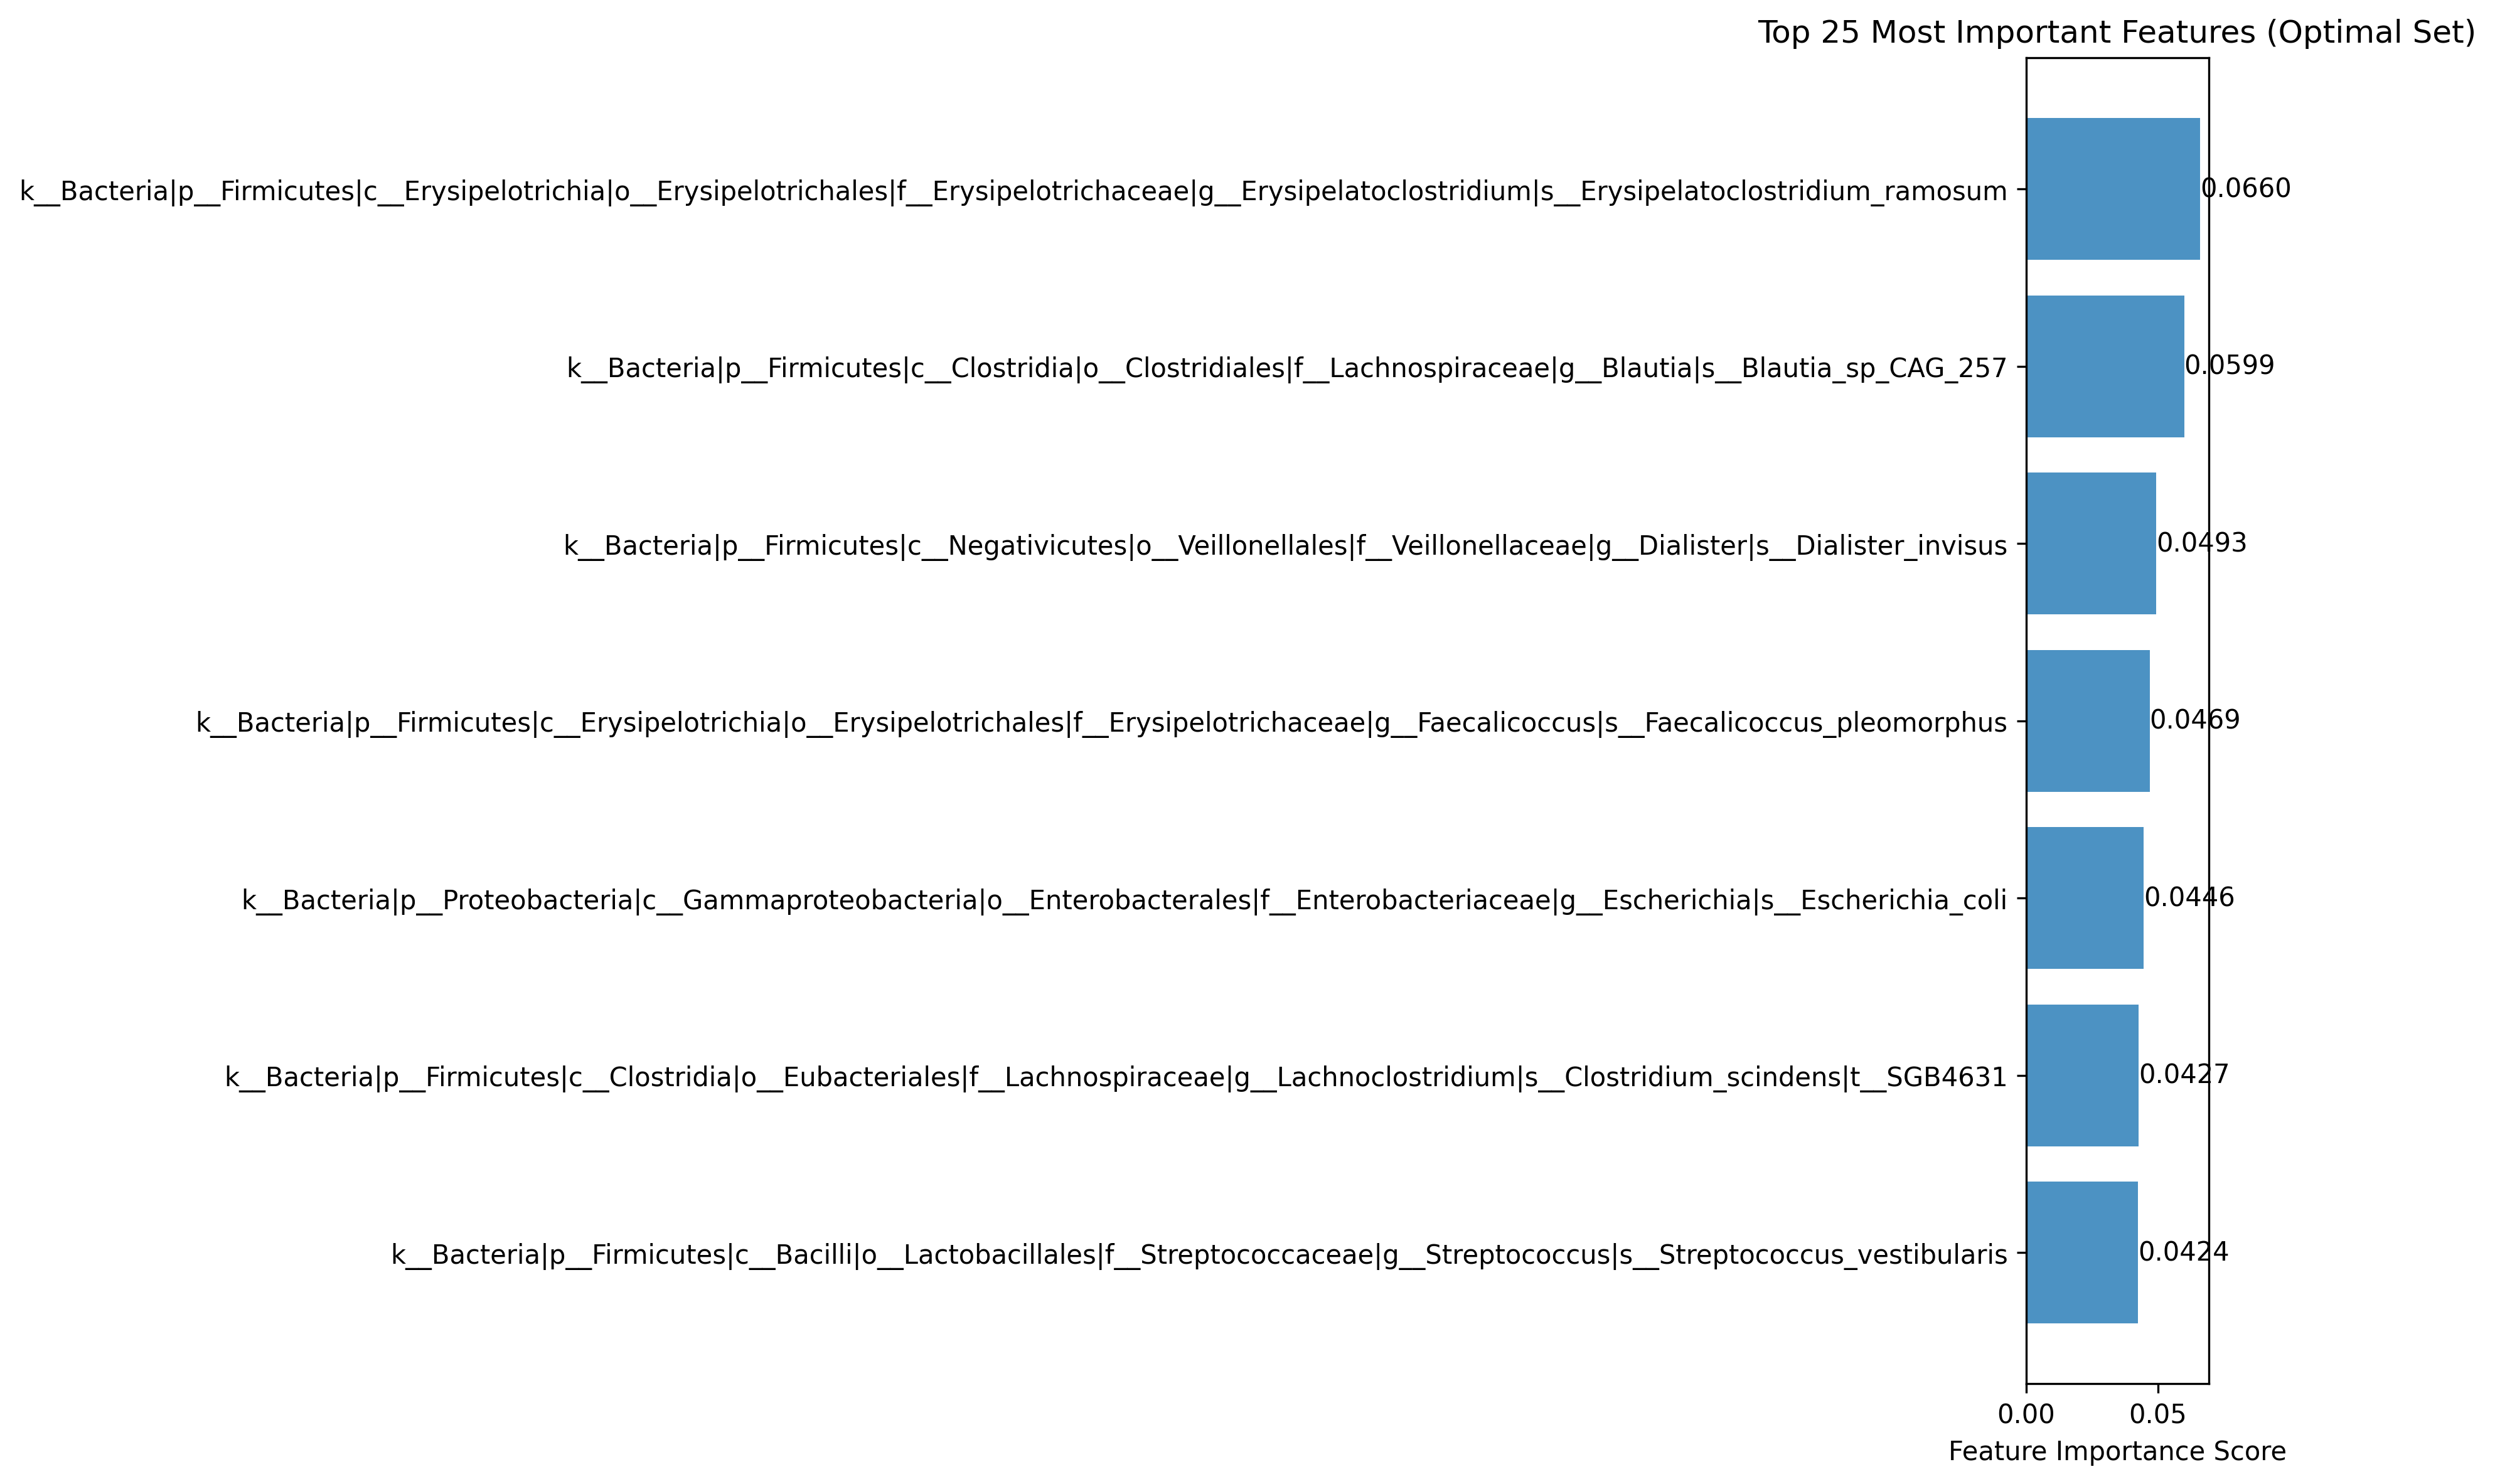 Top 25 Most Important Features (Optimal Set)
k__Bacteria|p__Firmicutes|c__Erysipelotrichia|o__Erysipelotrichales|f__Erysipelotrichaceae|g__Erysipelatoclostridium|s__Erysipelatoclostridium_ramosum
0.0660
k__Bacteria|p__Firmicutes|c__Clostridia|o__Clostridiales|f__Lachnospiraceae|g__Blautia|s__Blautia_sp_CAG_257
0.0599
k__Bacteria|p__Firmicutes|c__Negativicutes|o__Veillonellales|f__Veillonellaceae|g__Dialister|s__Dialister_invisus
0.0493
k__Bacteria|p__Firmicutes|c__Erysipelotrichia|o__Erysipelotrichales|f__Erysipelotrichaceae|g__Faecalicoccus|s__Faecalicoccus_pleomorphus
0.0469
k__Bacteria|p__Proteobacteria|c__Gammaproteobacteria|o__Enterobacterales|f__Enterobacteriaceae|g__Escherichia|s__Escherichia_coli
0.0446
k__Bacteria|p__Firmicutes|c__Clostridia|o__Eubacteriales|f__Lachnospiraceae|g__Lachnoclostridium|s__Clostridium_scindens|t__SGB4631
0.0427
k__Bacteria|p__Firmicutes|c__Bacilli|o__Lactobacillales|f__Streptococcaceae|g__Streptococcus|s__Streptococcus_vestibularis
0.0424
0.00 0.05
Feature Importance Score